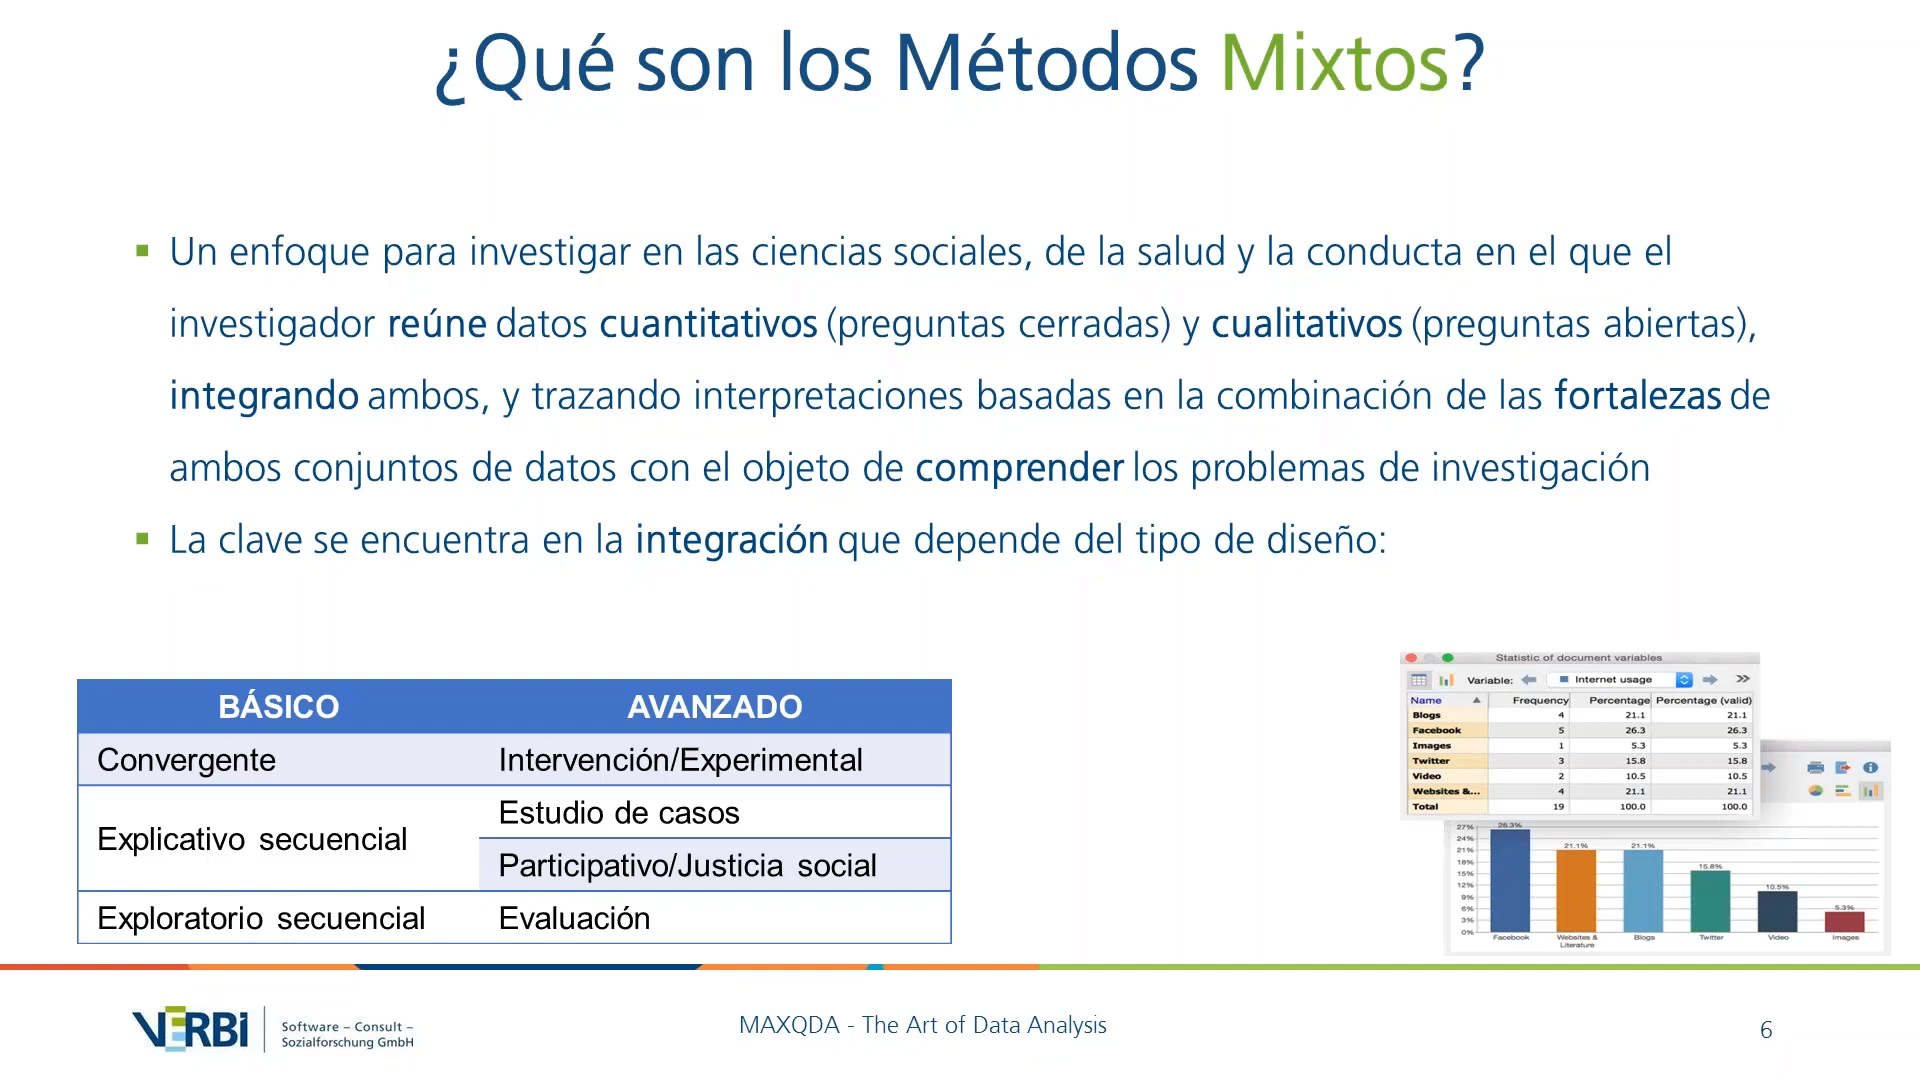 ¿Qué son los Métodos Mixtos?
▪ Un enfoque para investigar en las ciencias sociales, de la salud y la conducta en el que el
investigador reúne datos cuantitativos (preguntas cerradas) y cualitativos (preguntas abiertas),
integrando ambos, y trazando interpretaciones basadas en la combinación de las fortalezas de
ambos conjuntos de datos con el objeto de comprender los problemas de investigación
▪ La clave se encuentra en la integración que depende del tipo de diseño:
BÁSICO AVANZADO
Convergente Intervención/Experimental
Explicativo secuencial Estudio de casos
Participativo/Justicia social
Exploratorio secuencial Evaluación
Statistic of document variables
Variable: Internet usage
Name Frequency Percentage Percentage (valid)
Blogs 4 21.1 21.1
Facebook 5 26.3 26.3
Images 1 5.3 5.3
Twitter 3 15.8 15.8
Video 2 10.5 10.5
Websites &... 4 21.1 21.1
Total 19 100.0 100.0
27%
24%
21%
18%
15%
12%
9%
6%
3%
0%
26.3% 21.1% 21.1% 15.8% 10.5% 5.3%
Facebook Websites & Blogs Twitter Video Images
Literature
VERBI Software – Consult –
Sozialforschung GmbH
MAXQDA - The Art of Data Analysis
6